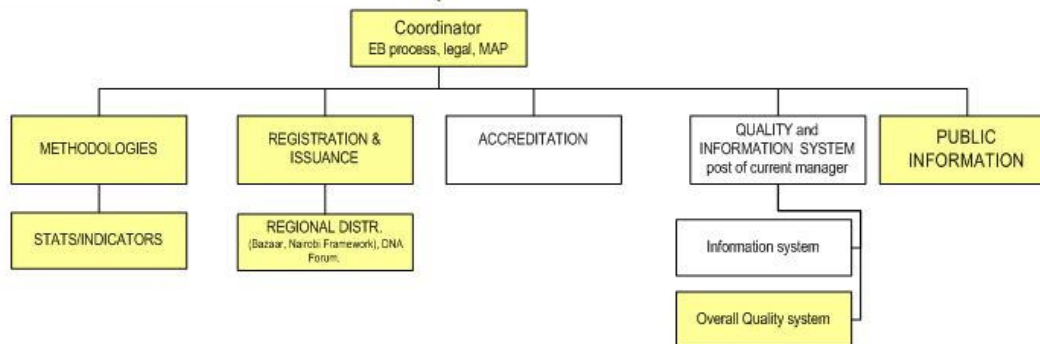 Coordinator
EB process, legal, MAP
METHODOLOGIES
REGISTRATION &
ISSUANCE
ACCREDITATION
QUALITY and
INFORMATION SYSTEM
post of current manager
PUBLIC
INFORMATION
STATS/INDICATORS
REGIONAL DISTR.
(Bazaar, Nairobi Framework), DNA
Forum.
Information system
Overall Quality system